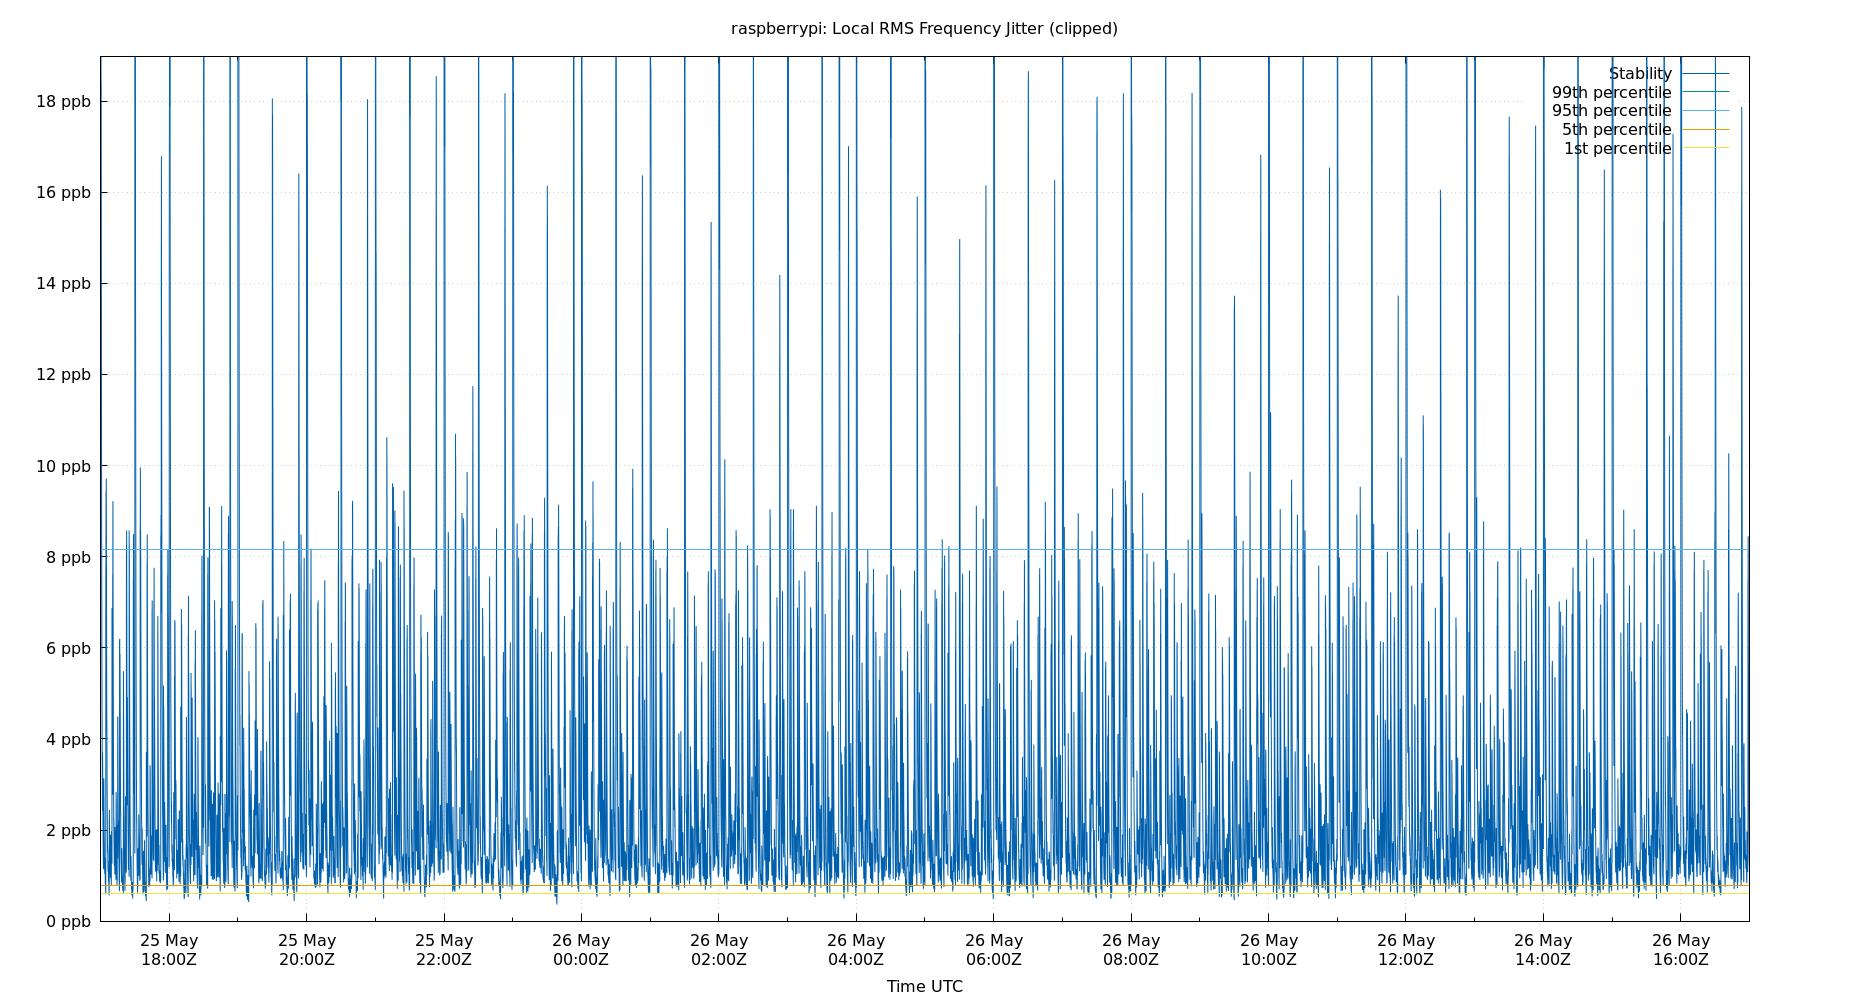 raspberrypi: Local RMS Frequency Jitter (clipped)
Stability
99th percentile
95th percentile
5th percentile
1st percentile
18 ppb
16 ppb
14 ppb
12 ppb
10 ppb
8 ppb
6 ppb
4 ppb
2 ppb
0 ppb
25 May 25 May 25 May 26 May 26 May 26 May 26 May 26 May 26 May 26 May 26 May 26 May
18:00Z 20:00Z 22:00Z 00:00Z 02:00Z 04:00Z 06:00Z 08:00Z 10:00Z 12:00Z 14:00Z 16:00Z
Time UTC